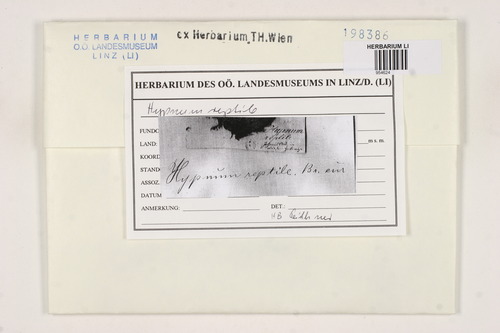 HERBARIUM
O.Ö. LANDESMUSEUM
LINZ (LI)
ex Herbarium TH.Wien
198386
HERBARIUM LI
HERBARIUM DES OÖ. LANDESMUSEUMS IN LINZ/D. (LI)
Hypnum reptile
FUNDO
LAND:
m s. m.
KOORD
STAND
ASSOZ.
DATUM
Hypnum
reptile
Hypnum reptile. Br. eur
ANMERKUNG:
DET.: